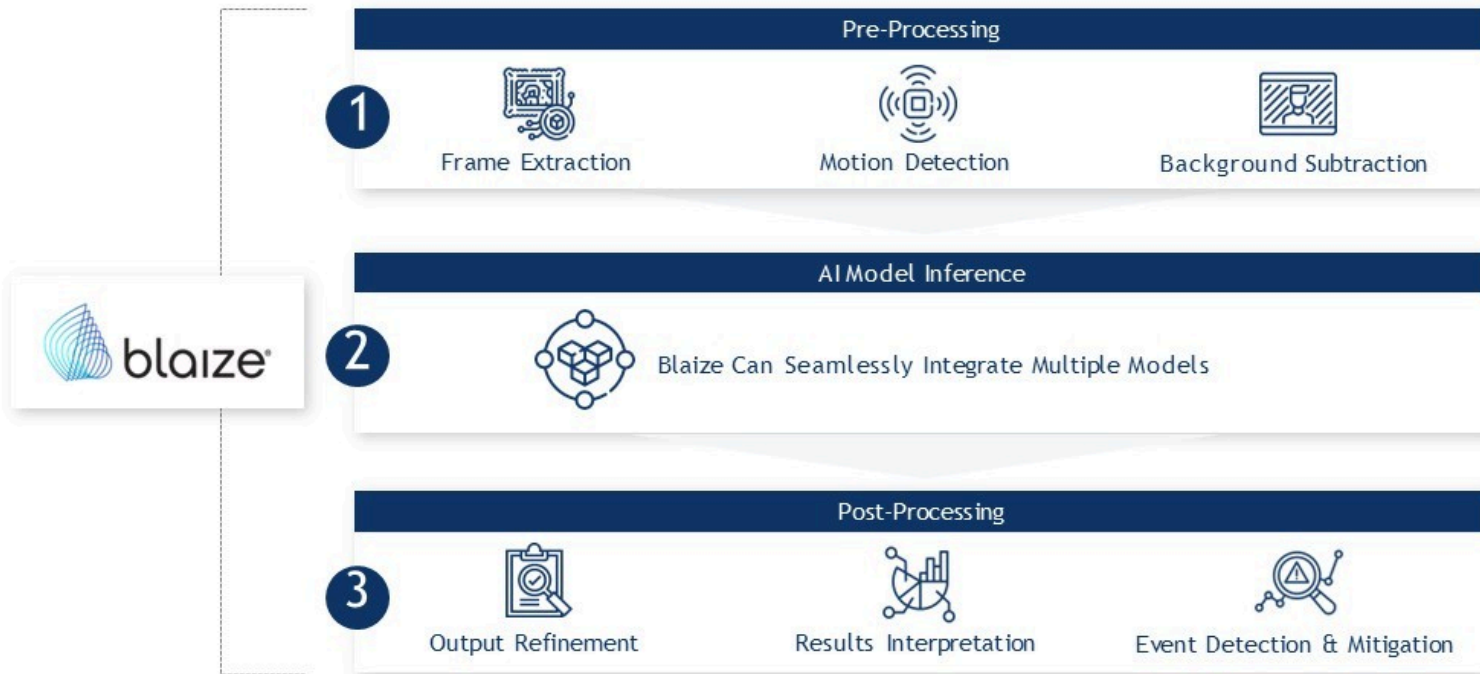 Pre-Processing
1
Frame Extraction
Motion Detection
Background Subtraction
AI Model Inference
blaize®
2
Blaize Can Seamlessly Integrate Multiple Models
Post-Processing
3
Output Refinement
Results Interpretation
Event Detection & Mitigation